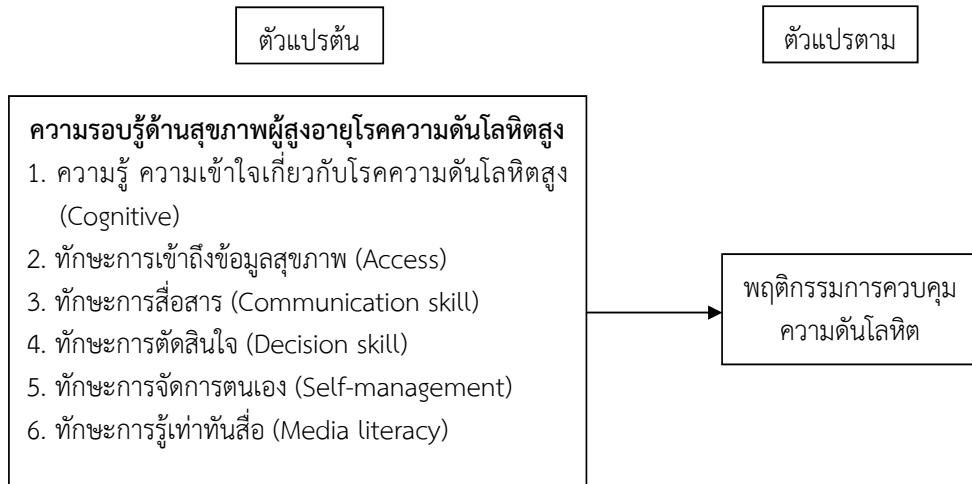 ตัวแปรต้น
ตัวแปรตาม
ความรอบรู้ด้านสุขภาพผู้สูงอายุโรคความดันโลหิตสูง
1. ความรู้ ความเข้าใจเกี่ยวกับโรคความดันโลหิตสูง
(Cognitive)
2. ทักษะการเข้าถึงข้อมูลสุขภาพ (Access)
3. ทักษะการสื่อสาร (Communication skill)
4. ทักษะการตัดสินใจ (Decision skill)
5. ทักษะการจัดการตนเอง (Self-management)
6. ทักษะการรู้เท่าทันสื่อ (Media literacy)
พฤติกรรมการควบคุม
ความดันโลหิต